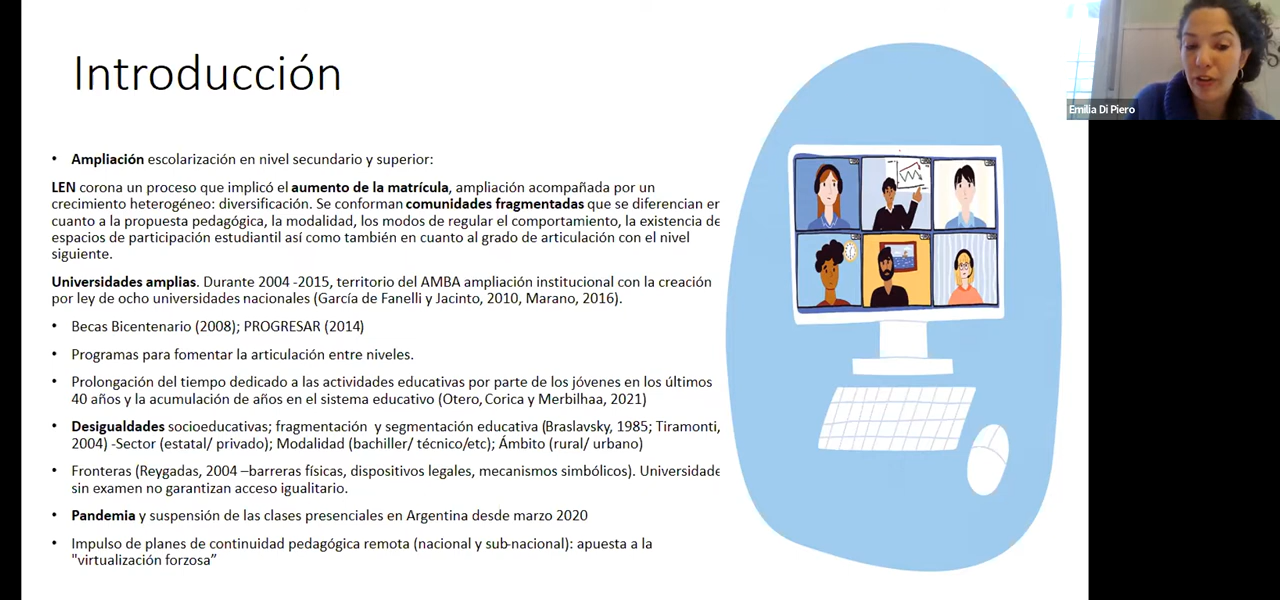 Introducción
Emilia Di Piero
• Ampliación escolarización en nivel secundario y superior:
LEN corona un proceso que implicó el aumento de la matrícula, ampliación acompañada por un
crecimiento heterogéneo: diversificación. Se conforman comunidades fragmentadas que se diferencian en
cuanto a la propuesta pedagógica, la modalidad, los modos de regular el comportamiento, la existencia de
espacios de participación estudiantil así como también en cuanto al grado de articulación con el nivel
siguiente.
Universidades amplias. Durante 2004 -2015, territorio del AMBA ampliación institucional con la creación
por ley de ocho universidades nacionales (García de Fanelli y Jacinto, 2010, Marano, 2016).
• Becas Bicentenario (2008); PROGRESAR (2014)
• Programas para fomentar la articulación entre niveles.
• Prolongación del tiempo dedicado a las actividades educativas por parte de los jóvenes en los últimos
40 años y la acumulación de años en el sistema educativo (Otero, Corica y Merbilhaa, 2021)
• Desigualdades socioeducativas; fragmentación y segmentación educativa (Braslavsky, 1985; Tiramonti,
2004) -Sector (estatal/ privado); Modalidad (bachiller/ técnico/etc); Ámbito (rural/ urbano)
• Fronteras (Reygadas, 2004 –barreras físicas, dispositivos legales, mecanismos simbólicos). Universidade
sin examen no garantizan acceso igualitario.
• Pandemia y suspensión de las clases presenciales en Argentina desde marzo 2020
• Impulso de planes de continuidad pedagógica remota (nacional y sub-nacional): apuesta a la
"virtualización forzosa”